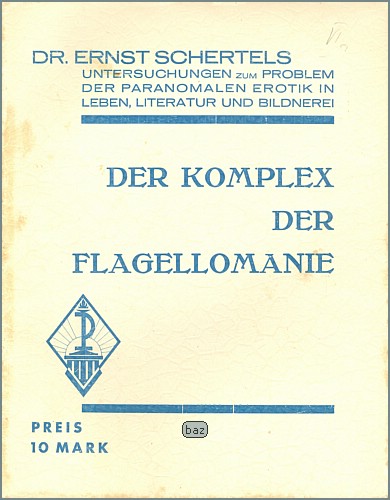 DR. ERNST SCHERTELS
UNTERSUCHUNGEN ZUM PROBLEM
DER PARANOMALEN EROTIK IN
LEBEN, LITERATUR UND BILDNEREI
DER KOMPLEX
DER
FLAGELLOMANIE
PREIS
10 MARK
baz